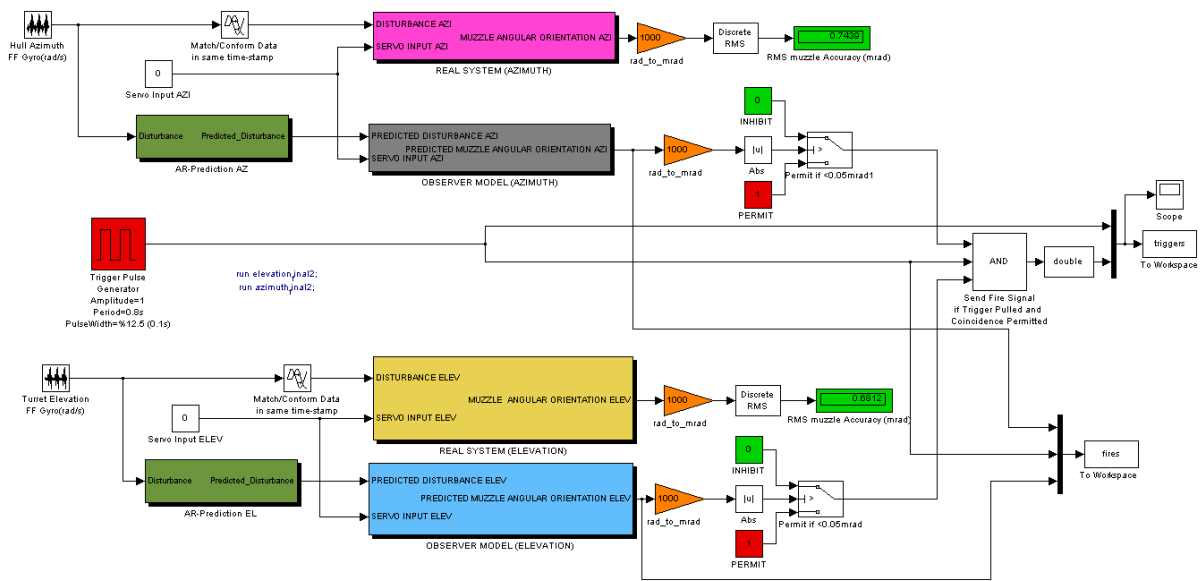 Hull Azimuth
FF Gyro(rad/s)
Match/Conform Data
in same time-stamp
DISTURBANCE AZI
MUZZLE ANGULAR ORIENTATION AZI
SERVO INPUT AZI
REAL SYSTEM (AZIMUTH)
1000
rad_to_mrad
Discrete
RMS
0.7439
RMS muzzle Accuracy (mrad)
0
Servo Input AZI
Disturbance
Predicted_Disturbance
AR-Prediction AZ
PREDICTED DISTURBANCE AZI
PREDICTED MUZZLE ANGULAR ORIENTATION AZI
SERVO INPUT AZI
OBSERVER MODEL (AZIMUTH)
1000
rad_to_mrad
0
INHIBIT
|u|
Abs
>
Permit if <0.05mrad1
1
PERMIT
Scope
triggers
To Workspace
Trigger Pulse
Generator
Amplitude=1
Period=0.8s
PulseWidth=%12.5 (0.1s)
AND
double
Send Fire Signal
if Trigger Pulled and
Coincidence Permitted
Turret Elevation
FF Gyro(rad/s)
Match/Conform Data
in same time-stamp
DISTURBANCE ELEV
MUZZLE ANGULAR ORIENTATION ELEV
SERVO INPUT ELEV
REAL SYSTEM (ELEVATION)
1000
rad_to_mrad
Discrete
RMS
0.6812
RMS muzzle Accuracy (mrad)
0
Servo Input ELEV
Disturbance
Predicted_Disturbance
AR-Prediction EL
PREDICTED DISTURBANCE ELEV
PREDICTED MUZZLE ANGULAR ORIENTATION ELEV
SERVO INPUT ELEV
OBSERVER MODEL (ELEVATION)
1000
rad_to_mrad
0
INHIBIT
|u|
Abs
>
Permit if <0.05mrad
1
PERMIT
fires
To Workspace
run
run